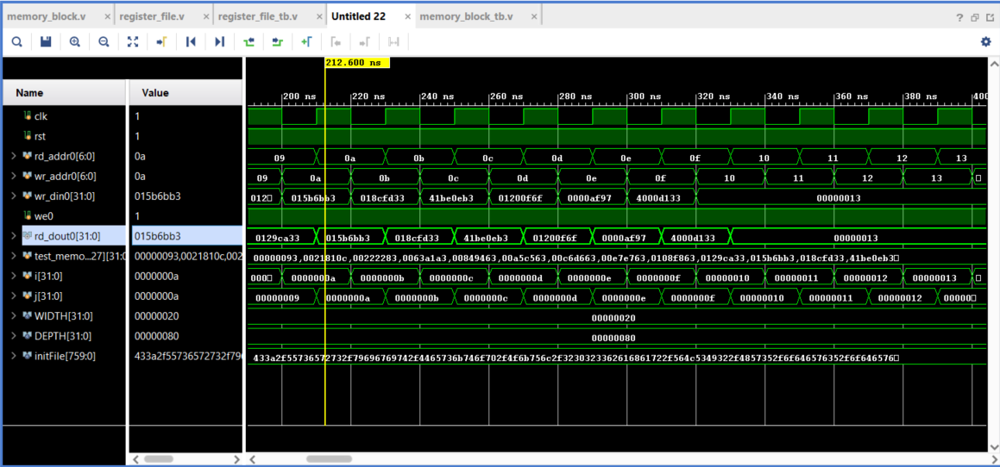 memory_block.v × register_file.v × register_file_tb.v × Untitled 22 × memory_block_tb.v ×
212.600 ns
Name Value
200 ns 220 ns 240 ns 260 ns 280 ns 300 ns 320 ns 340 ns 360 ns 380 ns 400
clk 1
rst 1
rd_addr0[6:0] 0a 09 0a 0b 0c 0d 0e 0f 10 11 12 13
wr_addr0[6:0] 0a 09 0a 0b 0c 0d 0e 0f 10 11 12 13
wr_din0[31:0] 015b6bb3 012 015b6bb3 018cfd33 41be0eb3 01200f6f 0000af97 4000d133 00000013
we0 1
rd_dout0[31:0] 015b6bb3 0129ca33 015b6bb3 018cfd33 41be0eb3 01200f6f 0000af97 4000d133 00000013
test_memo...27][31:0 00000093,0021810c,002 00000093,0021810c,00222283,0063a1a3,00849463,00a5c563,00c6d663,00e7e763,0108f863,0129ca33,015b6bb3,018cfd33,41be0eb3
i[31:0] 0000000a 000 0000000a 0000000b 0000000c 0000000d 0000000e 0000000f 00000010 00000011 00000012 00000013
j[31:0] 0000000a 00000009 0000000a 0000000b 0000000c 0000000d 0000000e 0000000f 00000010 00000011 00000012 00000
WIDTH[31:0] 00000020 00000020
DEPTH[31:0] 00000080 00000080
initFile[759:0] 433a2f55736572732f790